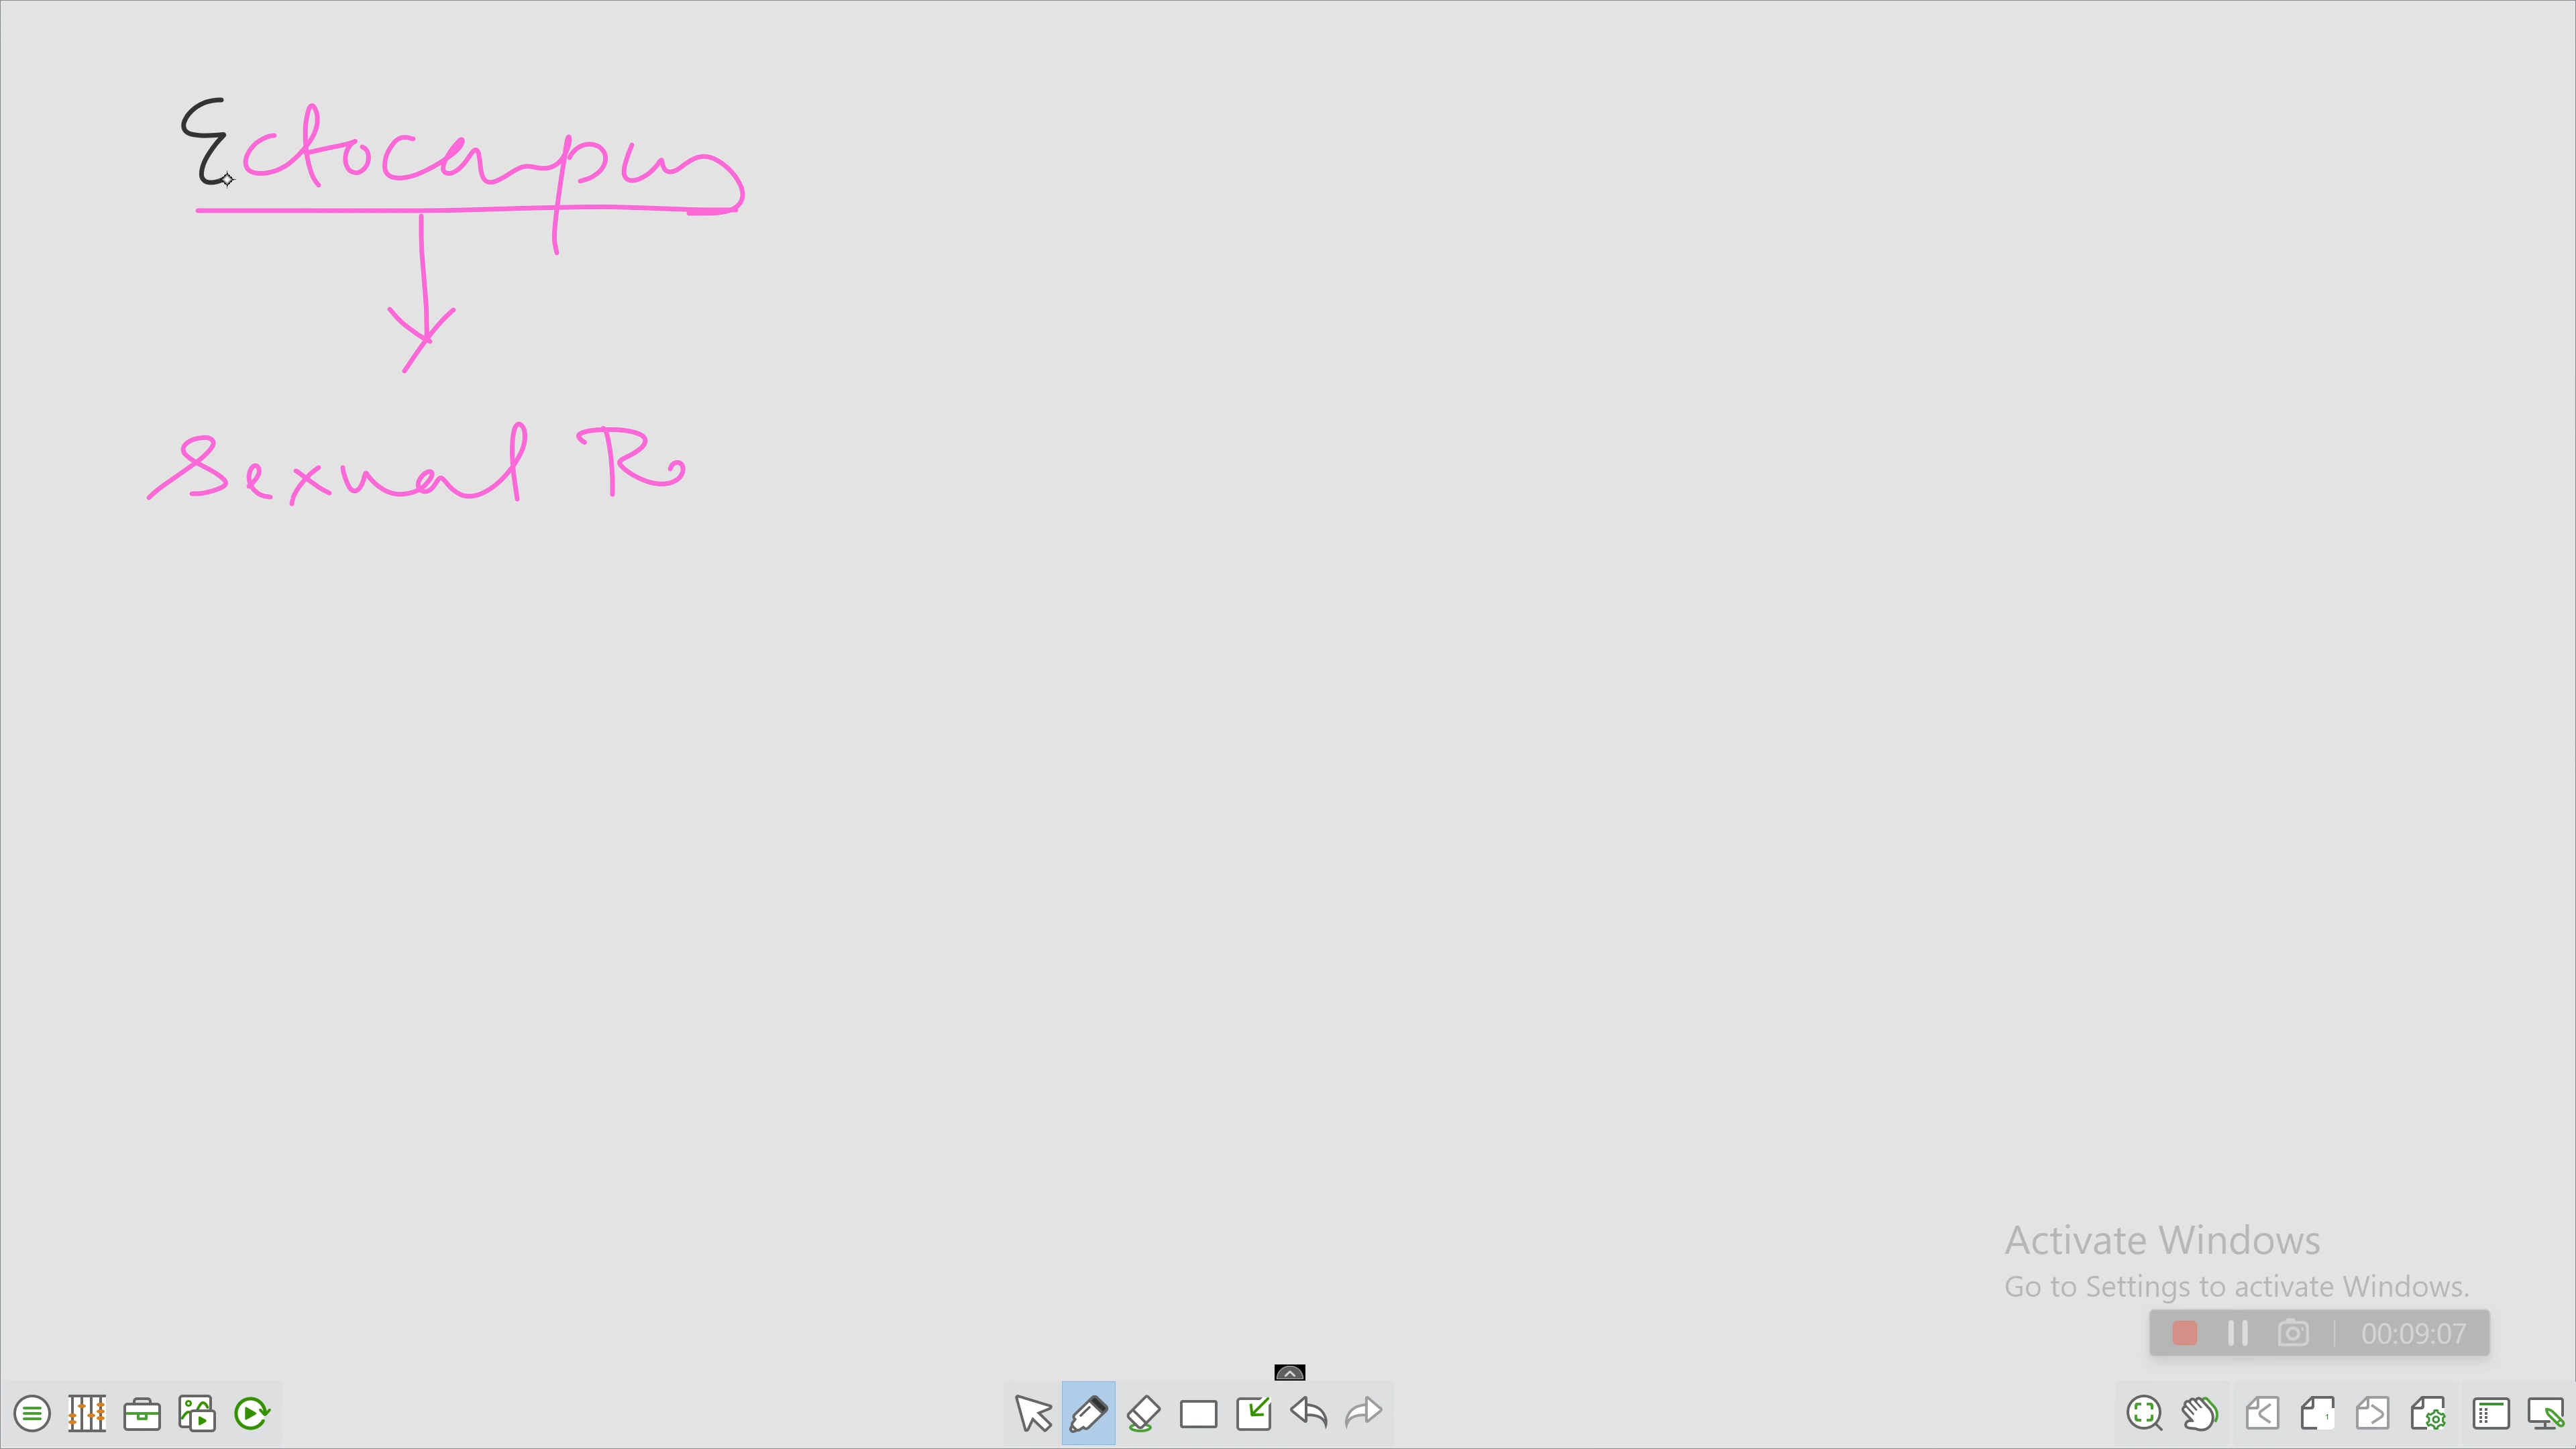 Ectocarpus
Sexual R.
Activate Windows
Go to Settings to activate Windows.
00:09:07